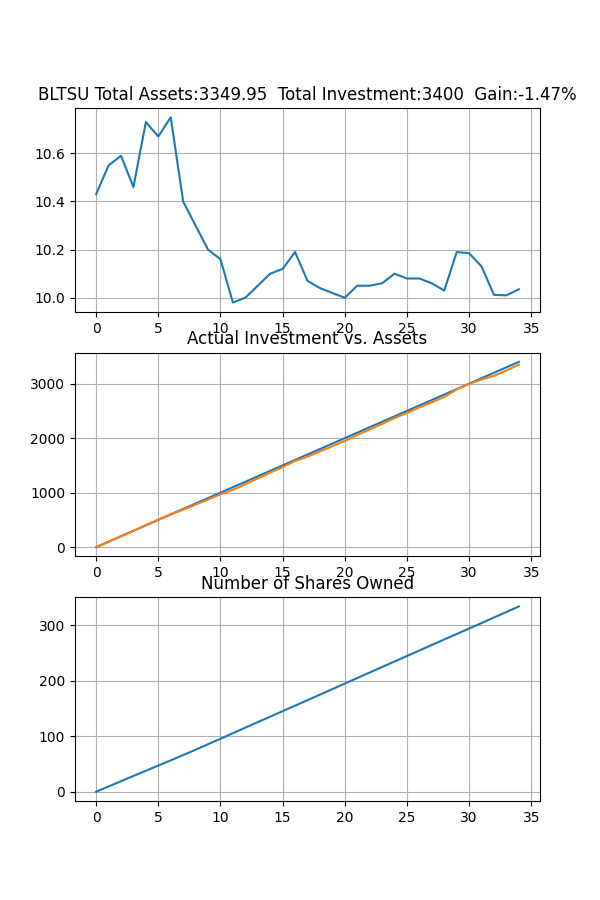 BLTSU Total Assets:3349.95  Total Investment:3400  Gain:-1.47%
10.6
10.4
10.2
10.0
0 5 10 15 20 25 30 35
Actual Investment vs. Assets
3000
2000
1000
0
0 5 10 15 20 25 30 35
Number of Shares Owned
300
200
100
0
0 5 10 15 20 25 30 35